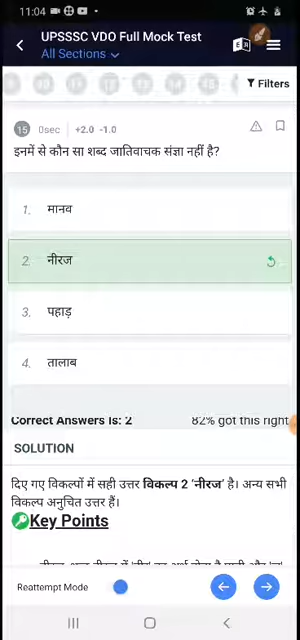 11:04
UPSSSC VDO Full Mock Test
All Sections
Filters
15 0sec +2.0 -1.0
इनमें से कौन सा शब्द जातिवाचक संज्ञा नहीं है?
1. मानव
2. नीरज
3. पहाड़
4. तालाब
Correct Answers is: 2 82% got this right
SOLUTION
दिए गए विकल्पों में सही उत्तर विकल्प 2 'नीरज' है। अन्य सभी
विकल्प अनुचित उत्तर हैं।
Key Points
Reattempt Mode